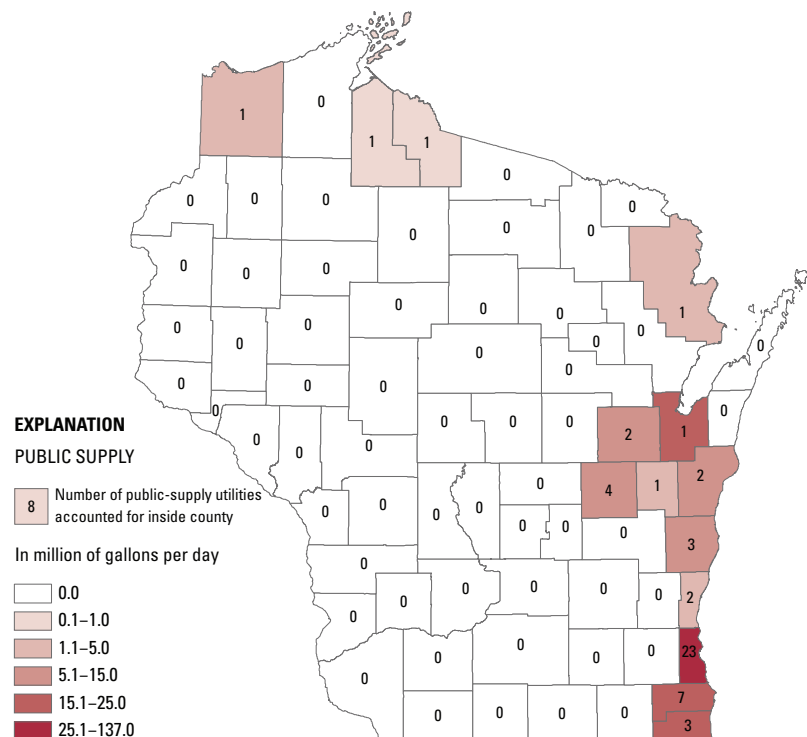 0
1
1 1
0
0 0 0 0
0 0 0
0 0 0
0 0 0 1
0 0 0 0 0 0
0
0
0 0 0
0 0
0 0 0 2 1
0 0 0
0 4 1 2
0 0 0 0 0 0 0 3
0 0 0 0 0 0 2
0
0 0 0 0 23
0 7
0 0 0 0 3
EXPLANATION
PUBLIC SUPPLY
8 Number of public-supply utilities
accounted for inside county
In million of gallons per day
0.0
0.1–1.0
1.1–5.0
5.1–15.0
15.1–25.0
25.1–137.0